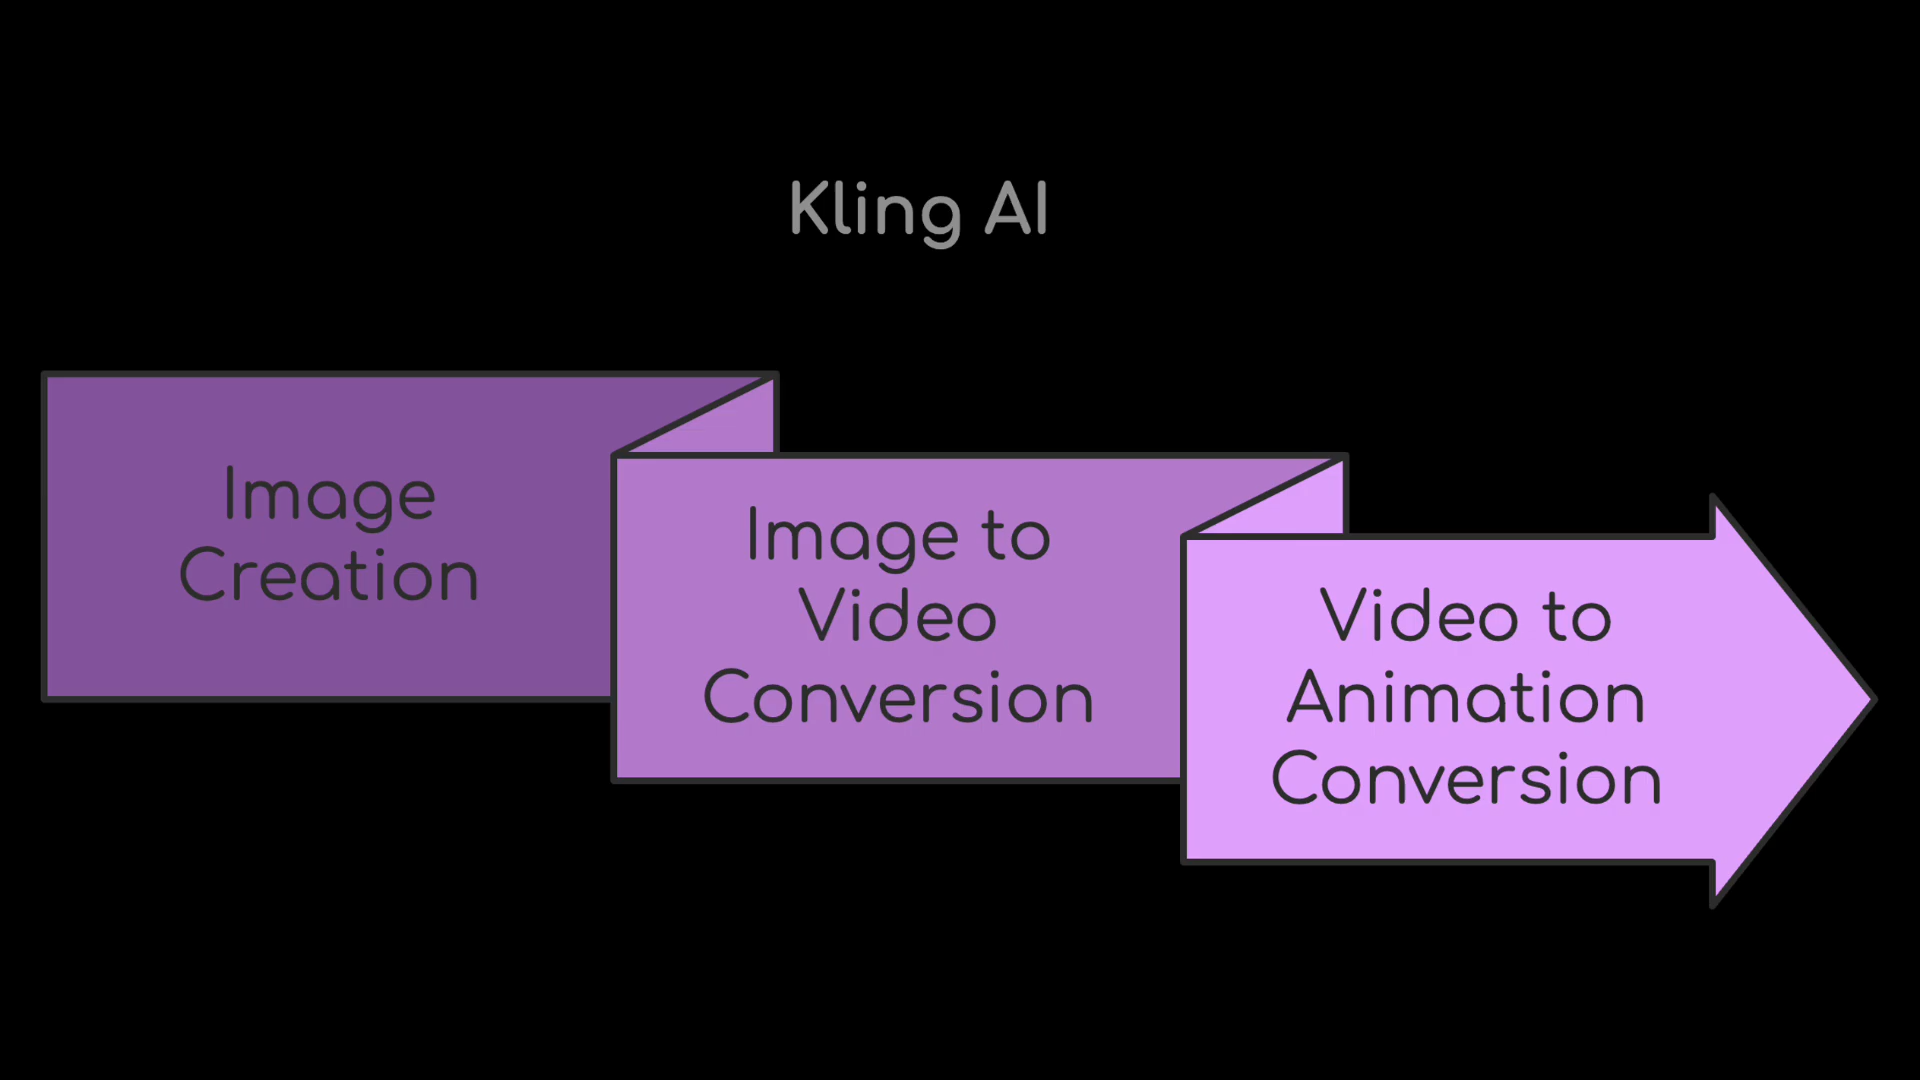 Kling AI
Image
Creation
Image to
Video
Conversion
Video to
Animation
Conversion